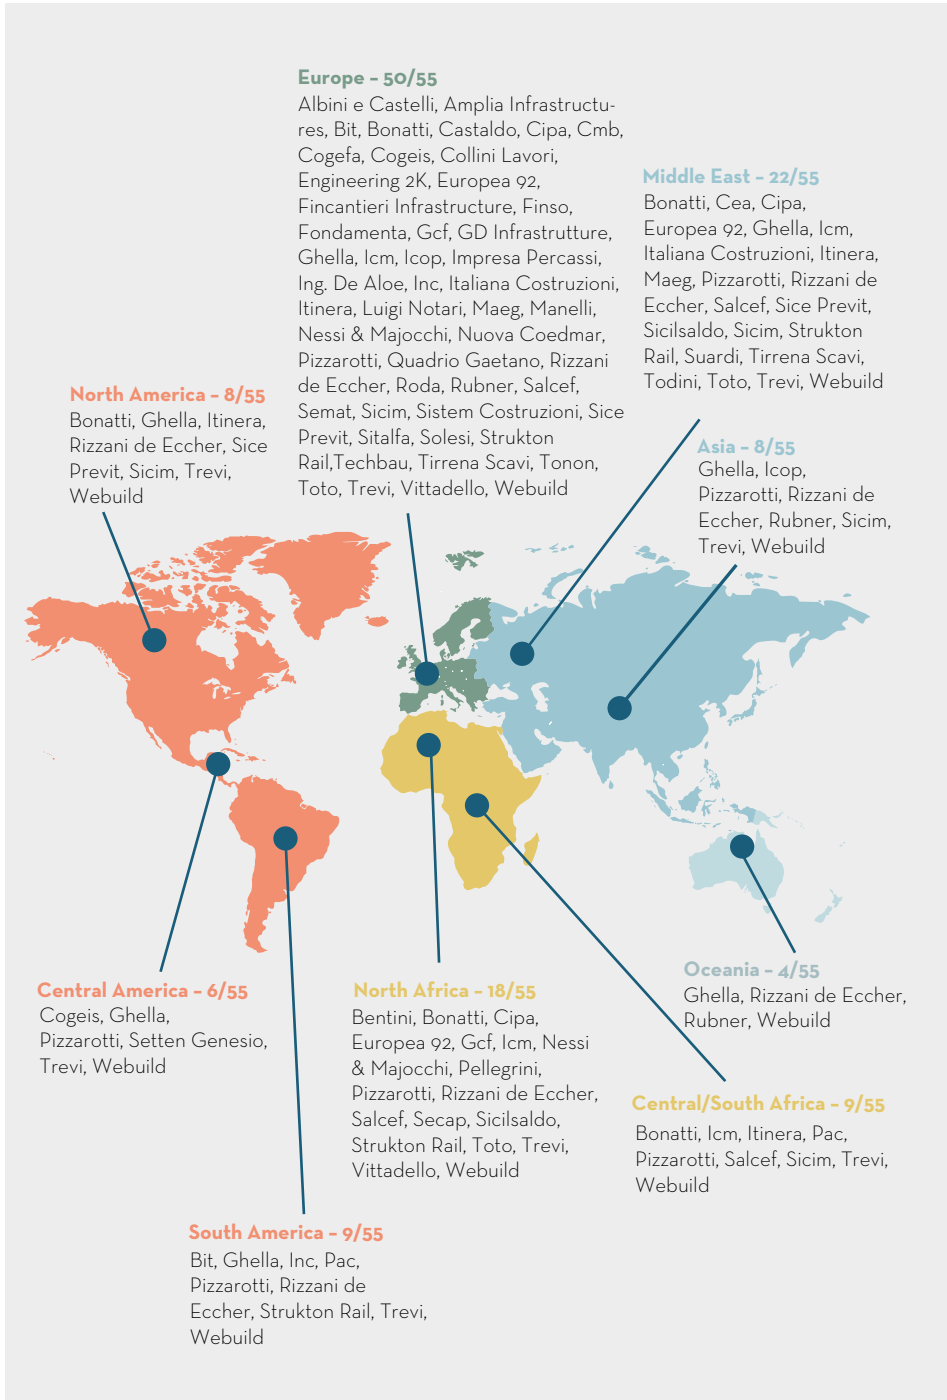 Europe – 50/55
Albini e Castelli, Amplia Infrastructu-
res, Bit, Bonatti, Castaldo, Cipa, Cmb,
Cogefa, Cogeis, Collini Lavori,
Engineering 2K, Europea 92,
Fincantieri Infrastructure, Finso,
Fondamenta, Gcf, GD Infrastrutture,
Ghella, Icm, Icop, Impresa Percassi,
Ing. De Aloe, Inc, Italiana Costruzioni,
Itinera, Luigi Notari, Maeg, Manelli,
Nessi & Majocchi, Nuova Coedmar,
Pizzarotti, Quadrio Gaetano, Rizzani
de Eccher, Roda, Rubner, Salcef,
Semat, Sicim, Sistem Costruzioni, Sice
Previt, Sitalfa, Solesi, Strukton
Rail,Techbau, Tirrena Scavi, Tonon,
Toto, Trevi, Vittadello, Webuild
Middle East – 22/55
Bonatti, Cea, Cipa,
Europea 92, Ghella, Icm,
Italiana Costruzioni, Itinera,
Maeg, Pizzarotti, Rizzani de
Eccher, Salcef, Sice Previt,
Sicilsaldo, Sicim, Strukton
Rail, Suardi, Tirrena Scavi,
Todini, Toto, Trevi, Webuild
North America – 8/55
Bonatti, Ghella, Itinera,
Rizzani de Eccher, Sice
Previt, Sicim, Trevi,
Webuild
Asia – 8/55
Ghella, Icop,
Pizzarotti, Rizzani de
Eccher, Rubner, Sicim,
Trevi, Webuild
Central America – 6/55
Cogeis, Ghella,
Pizzarotti, Setten Genesio,
Trevi, Webuild
North Africa – 18/55
Bentini, Bonatti, Cipa,
Europea 92, Gcf, Icm, Nessi
& Majocchi, Pellegrini,
Pizzarotti, Rizzani de Eccher,
Salcef, Secap, Sicilsaldo,
Strukton Rail, Toto, Trevi,
Vittadello, Webuild
Oceania – 4/55
Ghella, Rizzani de Eccher,
Rubner, Webuild
Central/South Africa – 9/55
Bonatti, Icm, Itinera, Pac,
Pizzarotti, Salcef, Sicim, Trevi,
Webuild
South America – 9/55
Bit, Ghella, Inc, Pac,
Pizzarotti, Rizzani de
Eccher, Strukton Rail, Trevi,
Webuild